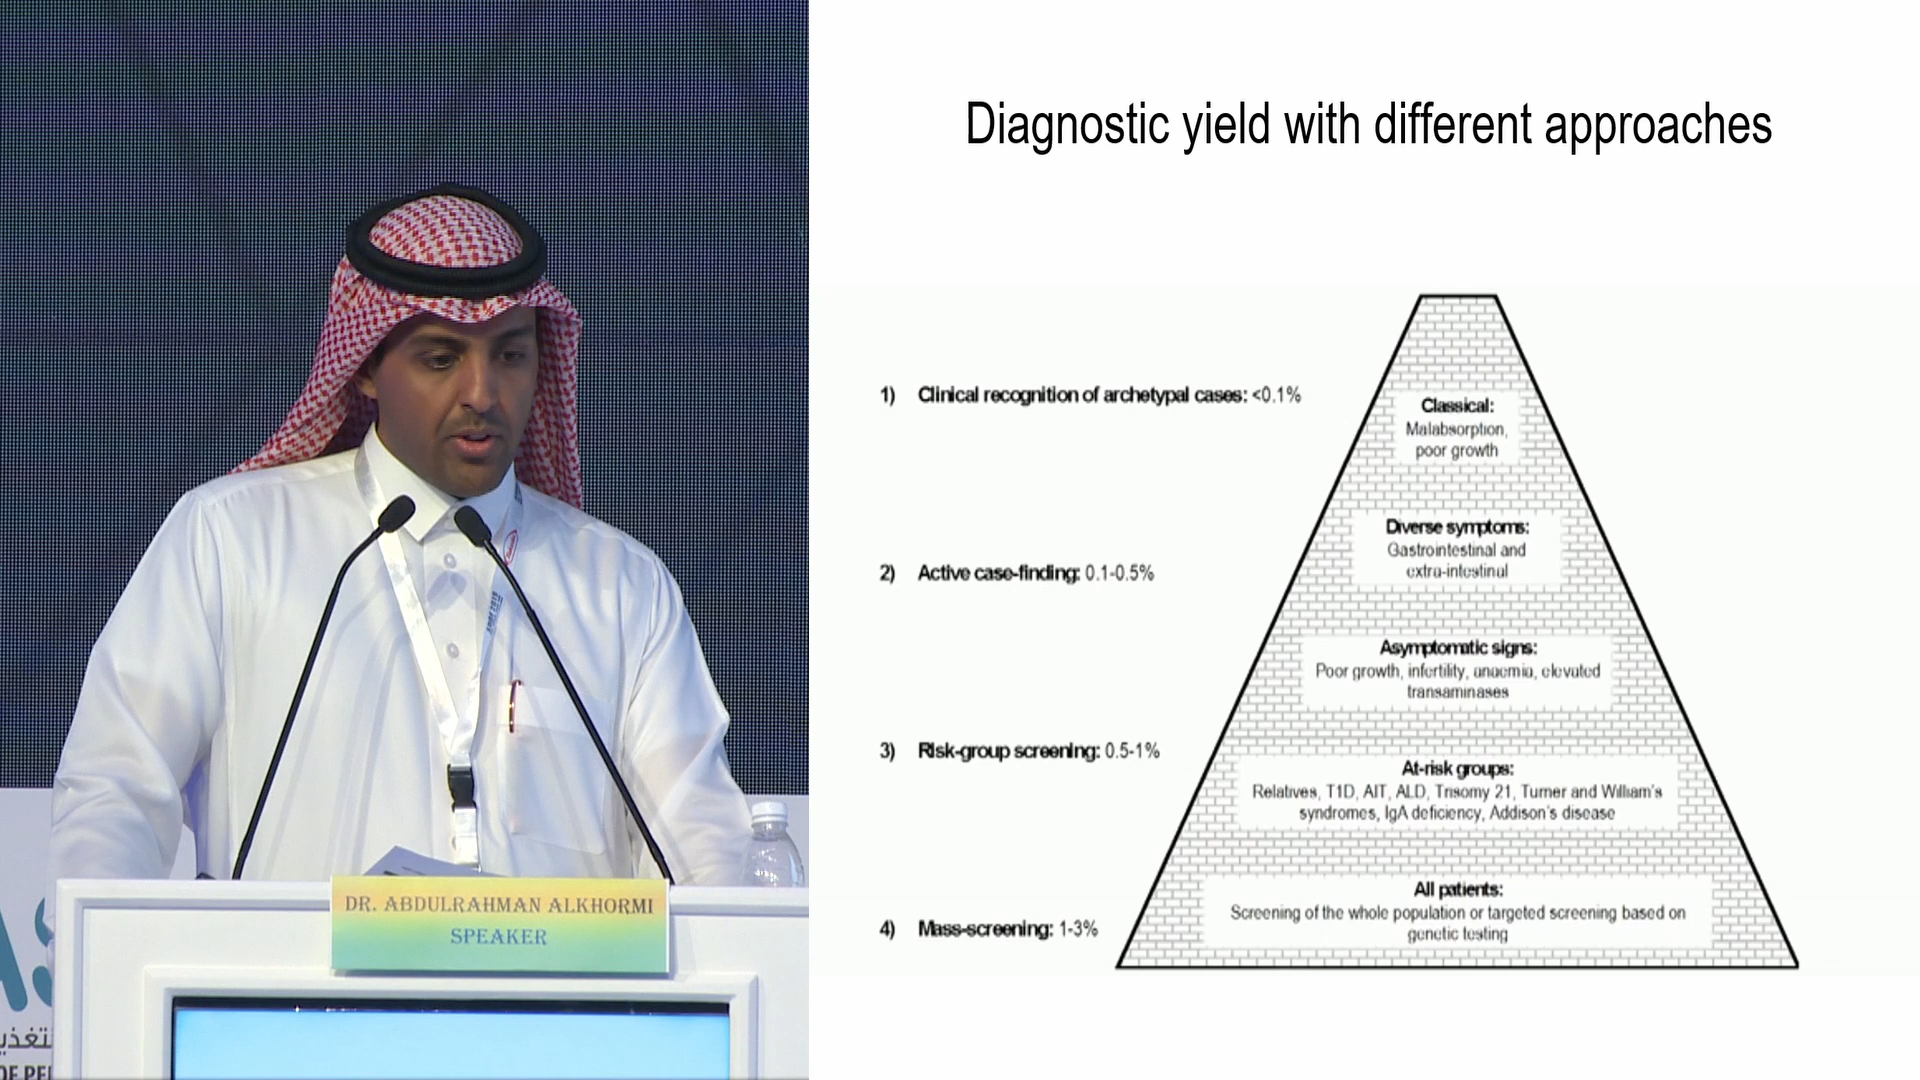 Diagnostic yield with different approaches
1) Clinical recognition of archetypal cases: <0.1%
2) Active case-finding: 0.1-0.5%
3) Risk-group screening: 0.5-1%
4) Mass-screening: 1-3%
Classical:
Malabsorption,
poor growth
Diverse symptoms:
Gastrointestinal and
extra-intestinal
Asymptomatic signs:
Poor growth, infertility, anaemia, elevated
transaminases
At-risk groups:
Relatives, T1D, AIT, ALD, Trisomy 21, Turner and William's
syndromes, IgA deficiency, Addison's disease
All patients:
Screening of the whole population or targeted screening based on
genetic testing
DR. ABDULRAHMAN ALKHORMI
SPEAKER
OF